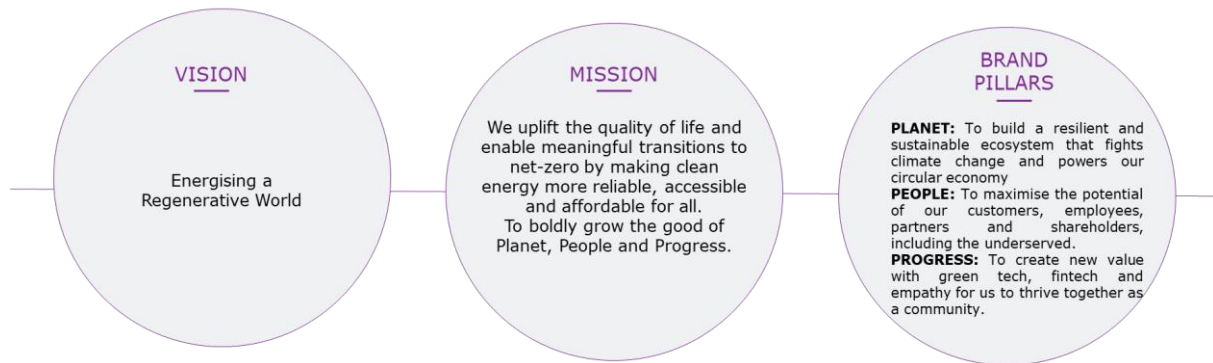 VISION
Energising a
Regenerative World
MISSION
We uplift the quality of life and
enable meaningful transitions to
net-zero by making clean
energy more reliable, accessible
and affordable for all.
To boldly grow the good of
Planet, People and Progress.
BRAND
PILLARS
PLANET: To build a resilient and
sustainable ecosystem that fights
climate change and powers our
circular economy
PEOPLE: To maximise the potential
of our customers, employees,
partners and shareholders,
including the underserved.
PROGRESS: To create new value
with green tech, fintech and
empathy for us to thrive together as
a community.